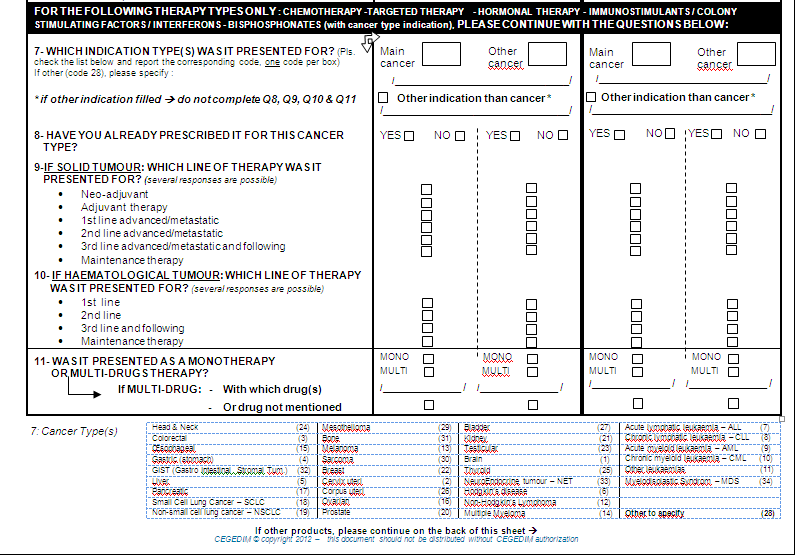 FOR THE FOLLOWING THERAPY TYPES ONLY : CHEMOTHERAPY -TARGETED THERAPY - HORMONAL THERAPY - IMMUNOSTIMULANTS / COLONY
STIMULATING FACTORS / INTERFERONS - BISPHOSPHONATES (with cancer type indication), PLEASE CONTINUE WITH THE QUESTIONS BELOW:
7- WHICH INDICATION TYPE(S) WAS IT PRESENTED FOR? (Pls.
check the list below and report the corresponding code, one code per box)
If other (code 28), please specify :
Main cancer Other cancer Main cancer Other cancer
/ / / /
*if other indication filled → do not complete Q8, Q9, Q10 & Q11
Other indication than cancer* Other indication than cancer*
/ / / /
8- HAVE YOU ALREADY PRESCRIBED IT FOR THIS CANCER
TYPE?
YES NO YES NO YES NO YES NO
9-IF SOLID TUMOUR: WHICH LINE OF THERAPY WAS IT
PRESENTED FOR? (several responses are possible)
• Neo-adjuvant
• Adjuvant therapy
• 1st line advanced/metastatic
• 2nd line advanced/metastatic
• 3rd line advanced/metastatic and following
• Maintenance therapy
10- IF HAEMATOLOGICAL TUMOUR: WHICH LINE OF THERAPY
WAS IT PRESENTED FOR? (several responses are possible)
• 1st line
• 2nd line
• 3rd line and following
• Maintenance therapy
11- WAS IT PRESENTED AS A MONOTHERAPY
OR MULTI-DRUGS THERAPY?
MONO MONO MONO MONO
MULTI MULTI MULTI MULTI
If MULTI-DRUG: - With which drug(s)
/ / / / / / / /
- Or drug not mentioned
7: Cancer Type(s)
Head & Neck (24) Mesothelioma (29) Bladder (27) Acute lymphatic leukaemia – ALL (7)
Colorectal (3) Bone (31) Kidney (21) Chronic lymphatic leukaemia – CLL (8)
Œsophageal (15) Melanoma (13) Testicular (23) Acute myeloid leukaemia – AML (9)
Gastric (stomach) (4) Sarcoma (30) Brain (1) Chronic myeloid leukaemia – CML (10)
GIST (Gastro Intestinal Stromal Tum.) (32) Breast (22) Thyroid (25) Other leukaemias (11)
Liver (5) Cervix uteri (2) NeuroEndocrine tumour – NET (33) Myelodisplastic Syndrom – MDS (34)
Pancreatic (17) Corpus uteri (26) Hodgkin's disease (6)
Small Cell Lung Cancer – SCLC (18) Ovarian (16) Non-Hodgkin's Lymphoma (12)
Non-small cell lung cancer – NSCLC (19) Prostate (20) Multiple Myeloma (14) Other to specify (28)
If other products, please continue on the back of this sheet →
CEGEDIM © copyright 2012 – this document should not be distributed without CEGEDIM authorization